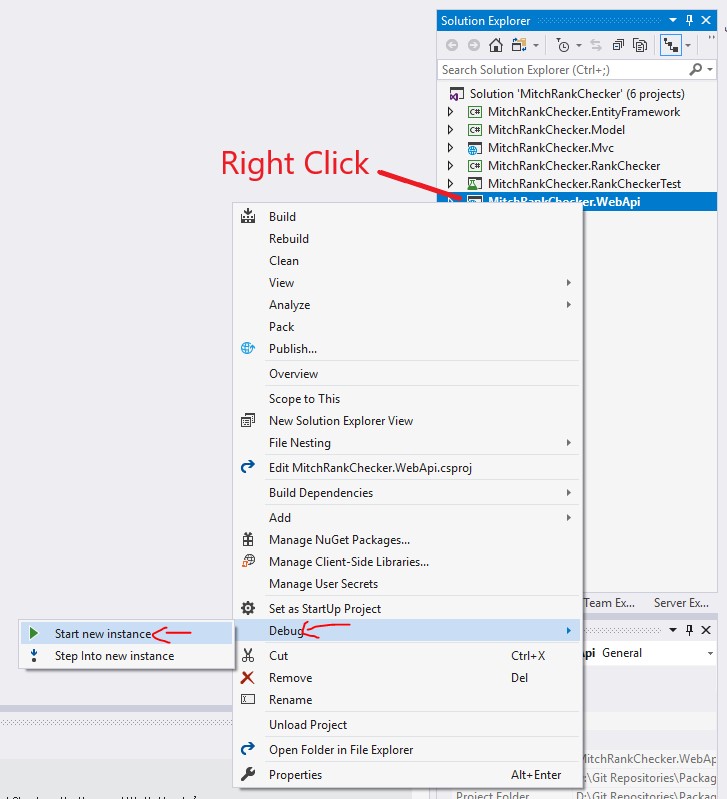 Solution Explorer
Search Solution Explorer (Ctrl+;)
Solution 'MitchRankChecker' (6 projects)
MitchRankChecker.EntityFramework
MitchRankChecker.Model
MitchRankChecker.Mvc
MitchRankChecker.RankChecker
MitchRankChecker.RankCheckerTest
MitchRankChecker.WebApi
Right Click
Build
Rebuild
Clean
View
Analyze
Pack
Publish...
Overview
Scope to This
New Solution Explorer View
File Nesting
Edit MitchRankChecker.WebApi.csproj
Build Dependencies
Add
Manage NuGet Packages...
Manage Client-Side Libraries...
Manage User Secrets
Set as StartUp Project
Debug
Start new instance
Step Into new instance
Cut Ctrl+X
Remove Del
Rename
Unload Project
Open Folder in File Explorer
Properties Alt+Enter
Team Ex... Server Ex...
Api General
MitchRankChecker.WebAp
D:\Git Repositories\Packag
Project Folder D:\Git Repositories\Packag